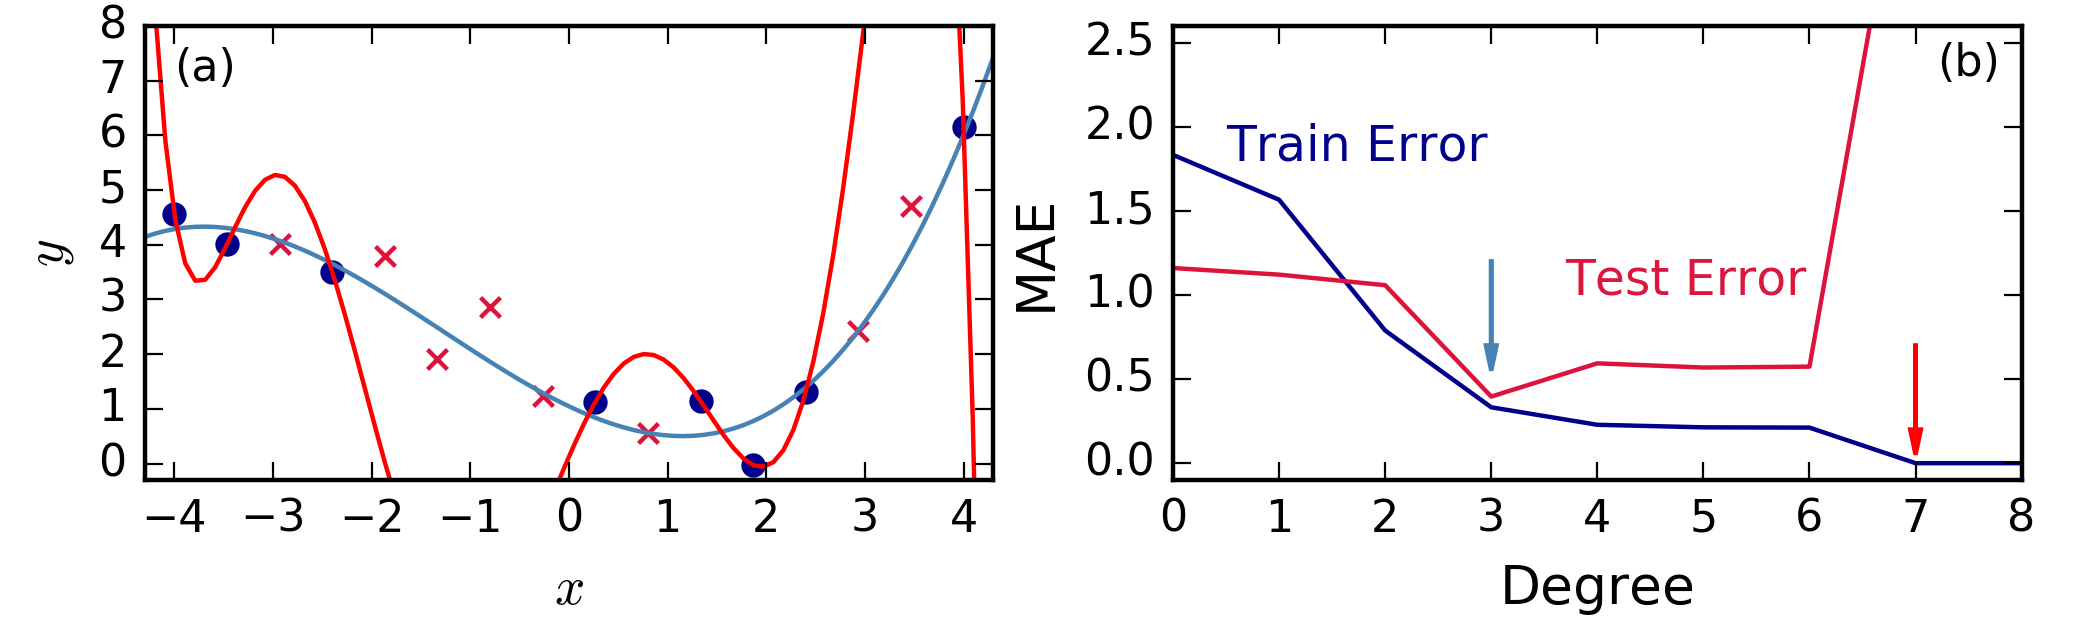 (a)
8
7
6
5
4
3
2
1
0
y
−4 −3 −2 −1 0 1 2 3 4
x
(b)
2.5
2.0
1.5
1.0
0.5
0.0
MAE
Train Error
Test Error
0 1 2 3 4 5 6 7 8
Degree